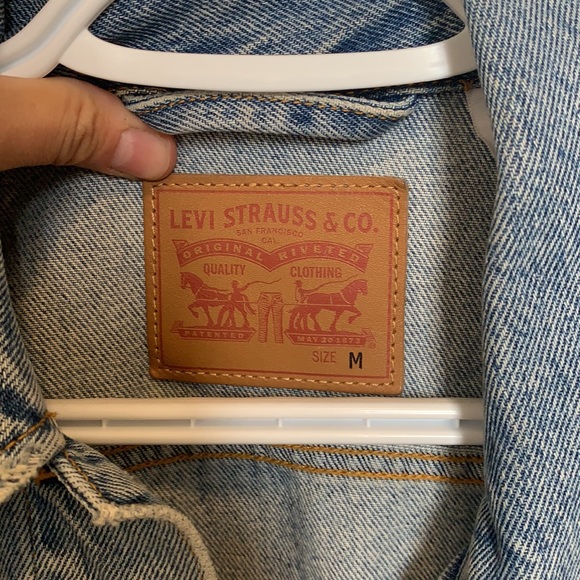 LEVI STRAUSS & CO.
SAN FRANCISCO
CAL.
ORIGINAL RIVETED
QUALITY CLOTHING
PATENTED MAY 20 1873
SIZE M